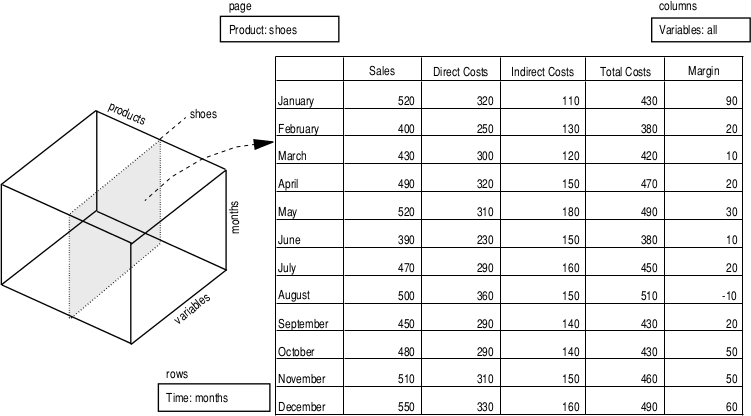 page
Product: shoes
columns
Variables: all
products
shoes
months
variables
rows
Time: months
Sales Direct Costs Indirect Costs Total Costs Margin
January 520 320 110 430 90
February 400 250 130 380 20
March 430 300 120 420 10
April 490 320 150 470 20
May 520 310 180 490 30
June 390 230 150 380 10
July 470 290 160 450 20
August 500 360 150 510 -10
September 450 290 140 430 20
October 480 290 140 430 50
November 510 310 150 460 50
December 550 330 160 490 60